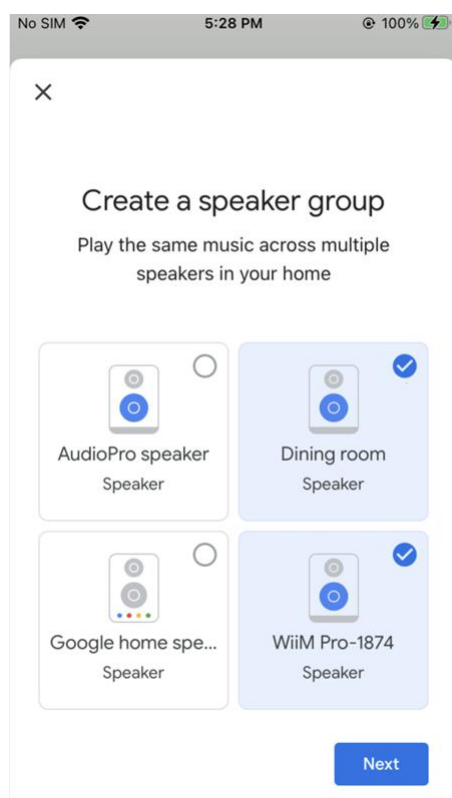 No SIM 5:28 PM 100%
Create a speaker group
Play the same music across multiple
speakers in your home
AudioPro speaker
Speaker
Dining room
Speaker
Google home spe...
Speaker
WiiM Pro-1874
Speaker
Next